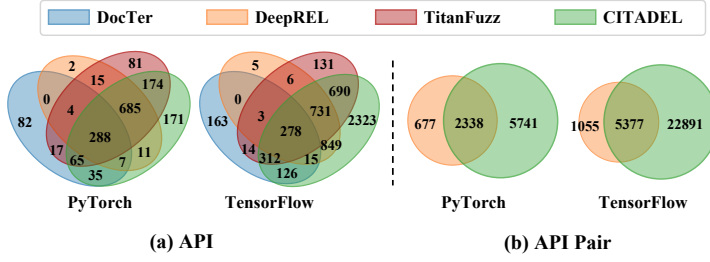 DocTer DeepREL TitanFuzz CITADEL
2 81 5 131
0 15 174 0 6 690
82 4 685 171 163 3 731 2323 677 2338 5741 1055 5377 22891
288 278
17 65 7 11 14 312 15 849
35 126
PyTorch TensorFlow PyTorch TensorFlow
(a) API (b) API Pair